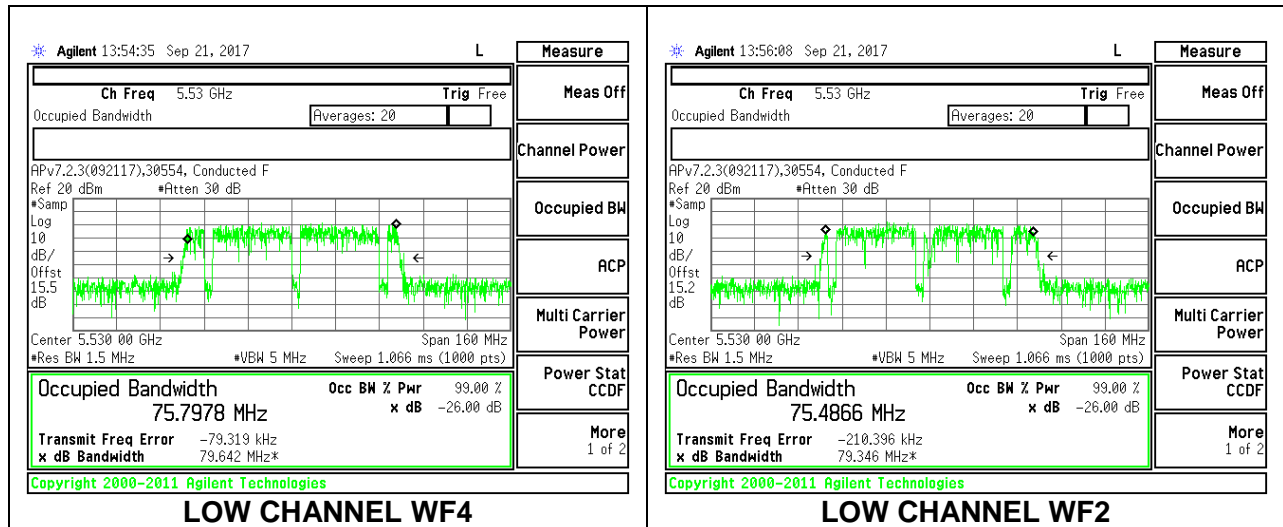 Agilent 13:54:35 Sep 21, 2017 L
Measure
Ch Freq 5.53 GHz Trig Free
Occupied Bandwidth Averages: 20
APv7.2.3(092117),30554, Conducted F
Ref 20 dBm #Atten 30 dB
#Samp
Log
10
dB/
Offst
15.5
dB
Center 5.530 00 GHz Span 160 MHz
#Res BW 1.5 MHz #VBW 5 MHz Sweep 1.066 ms (1000 pts)
Occupied Bandwidth Occ BW % Pwr 99.00 %
75.7978 MHz x dB -26.00 dB
Transmit Freq Error -79.319 kHz
x dB Bandwidth 79.642 MHz*
Copyright 2000-2011 Agilent Technologies
Meas Off
Channel Power
Occupied BW
ACP
Multi Carrier
Power
Power Stat
CCDF
More
1 of 2
LOW CHANNEL WF4
Agilent 13:56:08 Sep 21, 2017 L
Measure
Ch Freq 5.53 GHz Trig Free
Occupied Bandwidth Averages: 20
APv7.2.3(092117),30554, Conducted F
Ref 20 dBm #Atten 30 dB
#Samp
Log
10
dB/
Offst
15.2
dB
Center 5.530 00 GHz Span 160 MHz
#Res BW 1.5 MHz #VBW 5 MHz Sweep 1.066 ms (1000 pts)
Occupied Bandwidth Occ BW % Pwr 99.00 %
75.4866 MHz x dB -26.00 dB
Transmit Freq Error -210.396 kHz
x dB Bandwidth 79.346 MHz*
Copyright 2000-2011 Agilent Technologies
Meas Off
Channel Power
Occupied BW
ACP
Multi Carrier
Power
Power Stat
CCDF
More
1 of 2
LOW CHANNEL WF2